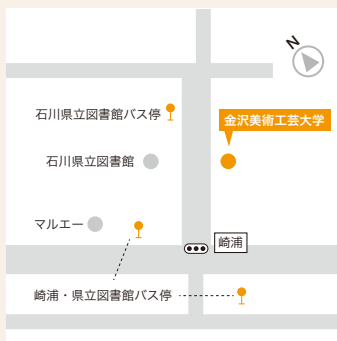 N
石川県立図書館バス停
金沢美術工芸大学
石川県立図書館
マルエー
崎浦
崎浦・県立図書館バス停